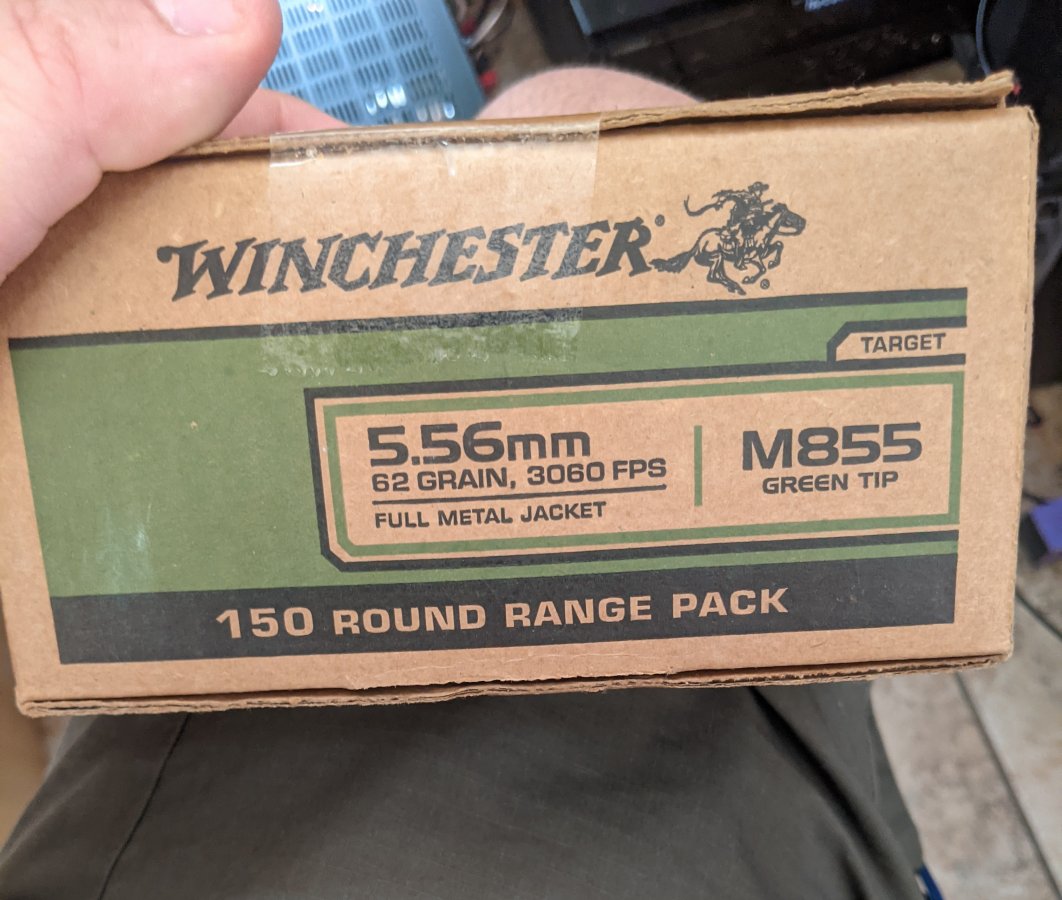 WINCHESTER®
®
TARGET
5.56mm
62 GRAIN, 3060 FPS
FULL METAL JACKET
M855
GREEN TIP
150 ROUND RANGE PACK